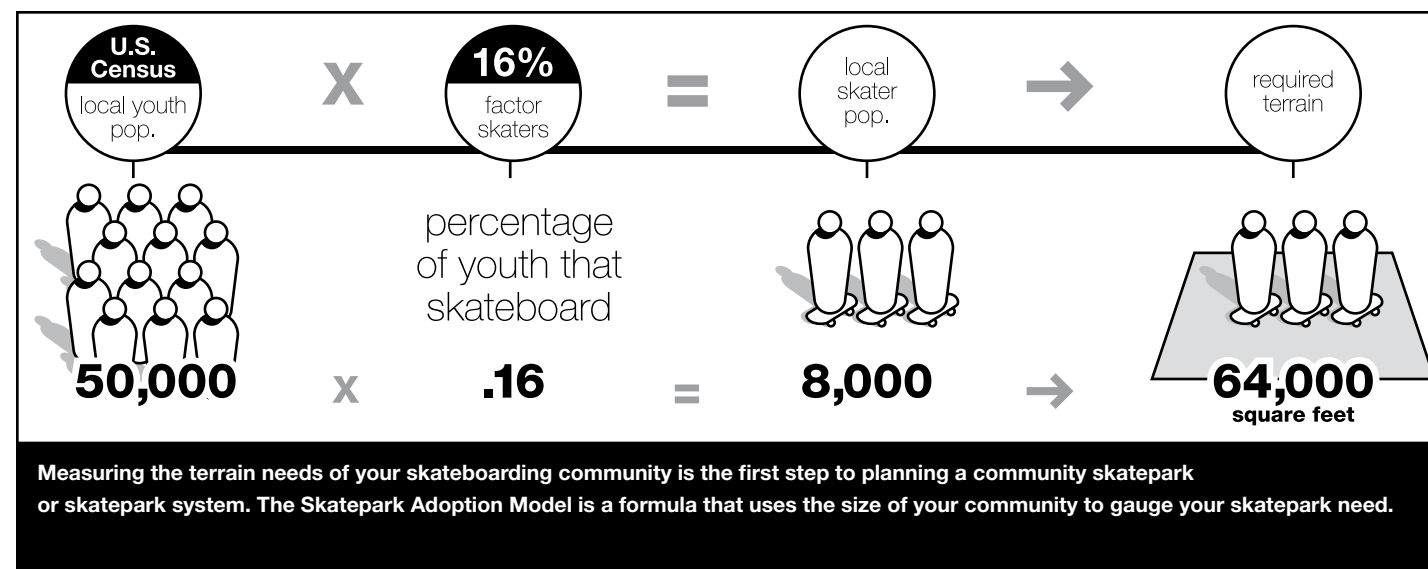 U.S.
Census
local youth
pop.
X
16%
factor
skaters
=
local
skater
pop.
→
required
terrain
percentage
of youth that
skateboard
50,000
x
.16
=
8,000
→
64,000
square feet
Measuring the terrain needs of your skateboarding community is the first step to planning a community skatepark
or skatepark system. The Skatepark Adoption Model is a formula that uses the size of your community to gauge your skatepark need.